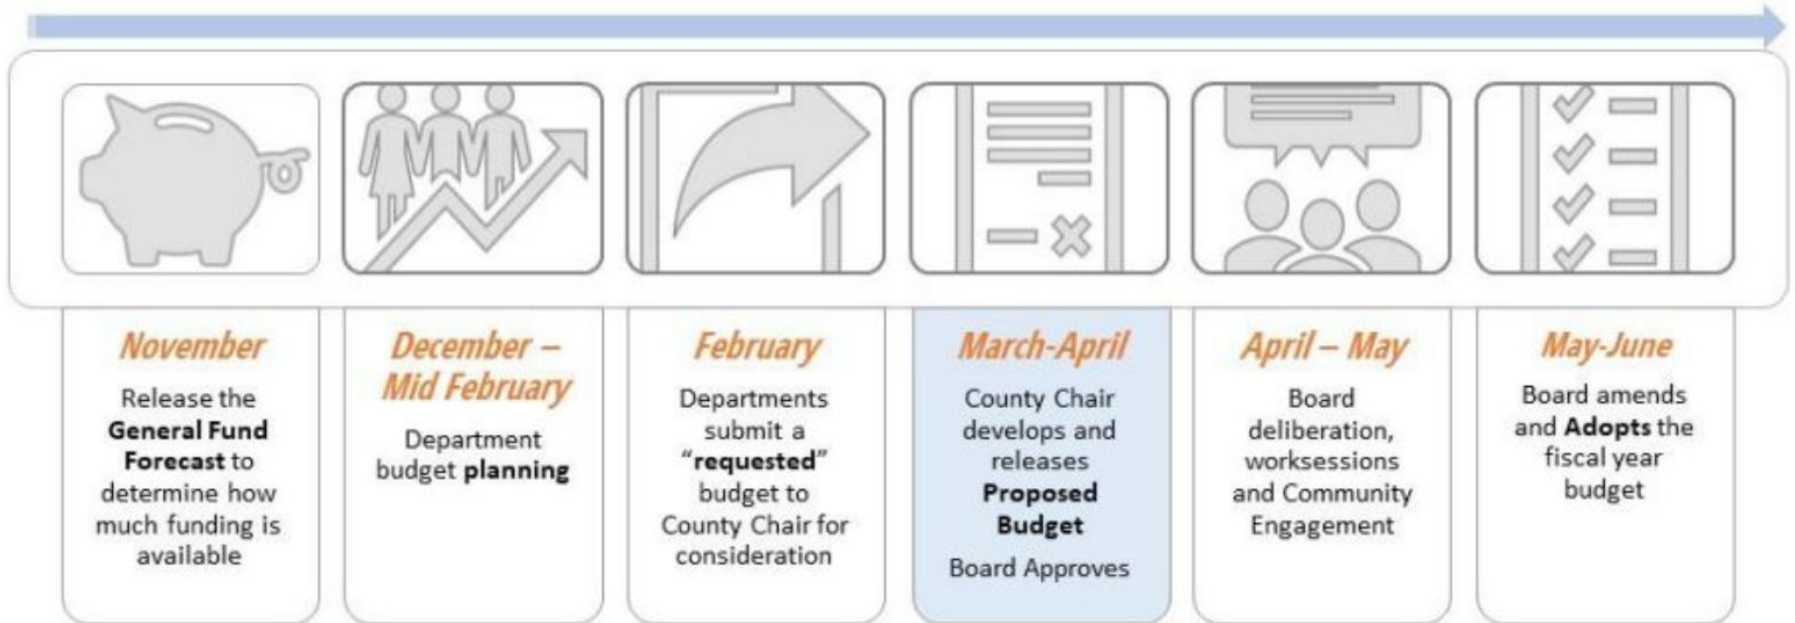 November
Release the
General Fund
Forecast to
determine how
much funding is
available
December –
Mid February
Department
budget planning
February
Departments
submit a
“requested”
budget to
County Chair for
consideration
March-April
County Chair
develops and
releases
Proposed
Budget
Board Approves
April – May
Board
deliberation,
worksessions
and Community
Engagement
May-June
Board amends
and Adopts the
fiscal year
budget